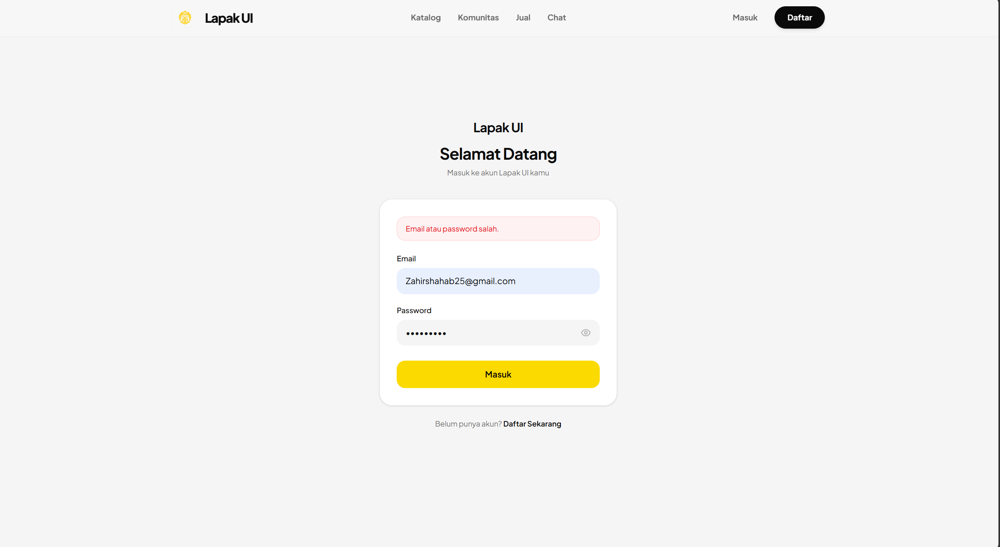 Lapak UI
Katalog
Komunitas
Jual
Chat
Masuk
Daftar
Lapak UI
Selamat Datang
Masuk ke akun Lapak UI kamu
Email atau password salah.
Email
Zahirshahab25@gmail.com
Password
•••••••••
Masuk
Belum punya akun? Daftar Sekarang